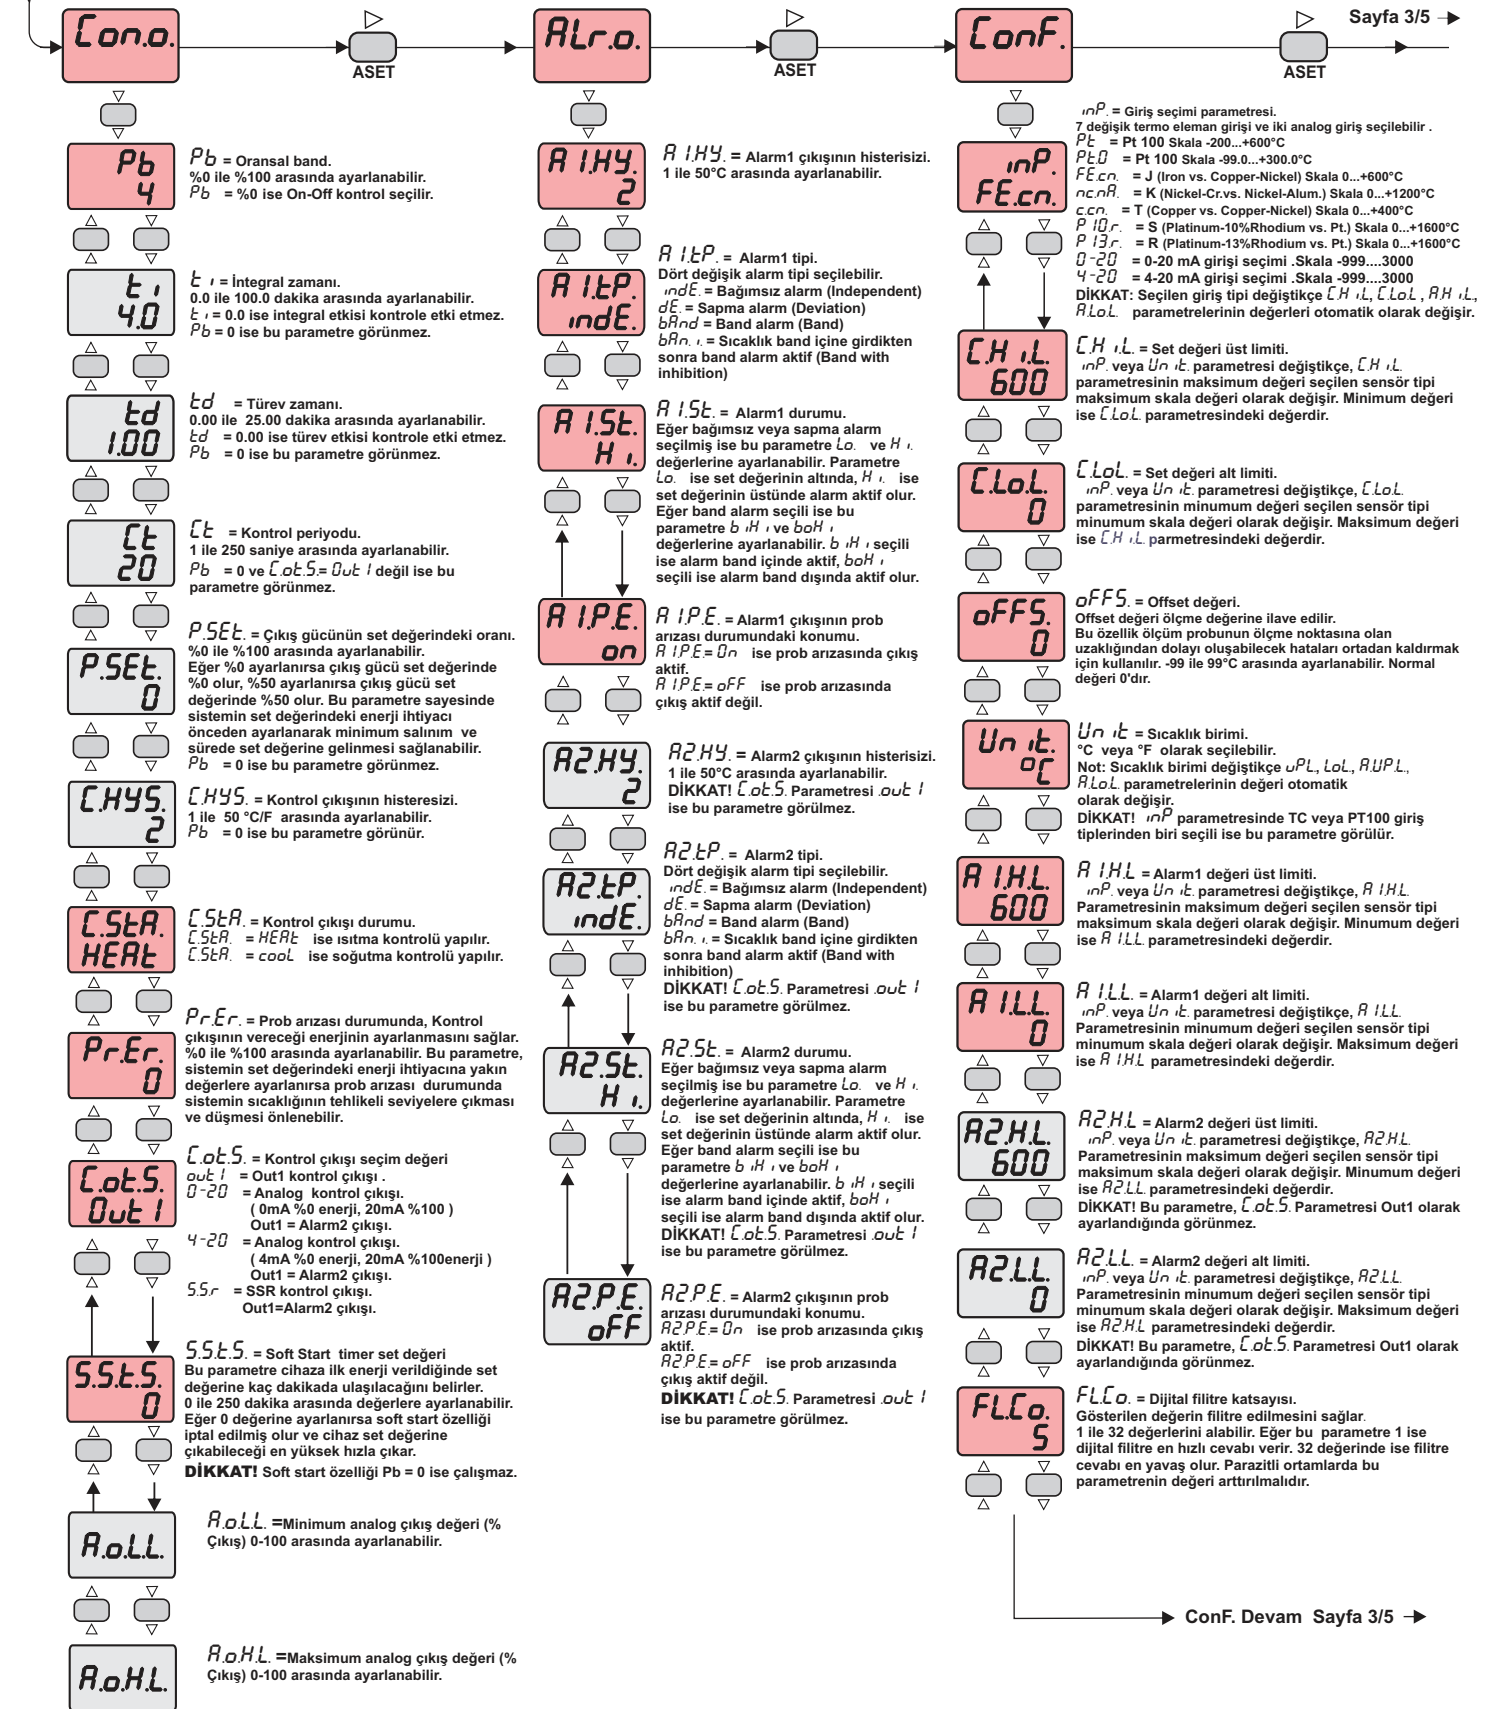 Con.o.
ASET
Pb
4
Pb = Oransal band.
%0 ile %100 arasında ayarlanabilir.
Pb = %0 ise On-Off kontrol seçilir.
ti
4.0
ti = İntegral zamanı.
0.0 ile 100.0 dakika arasında ayarlanabilir.
ti = 0.0 ise integral etkisi kontrole etki etmez.
Pb = 0 ise bu parametre görünmez.
td
1.00
td = Türev zamanı.
0.00 ile 25.00 dakika arasında ayarlanabilir.
td = 0.00 ise türev etkisi kontrole etki etmez.
Pb = 0 ise bu parametre görünmez.
Ct
20
Ct = Kontrol periyodu.
1 ile 250 saniye arasında ayarlanabilir.
Pb = 0 ve C.ot.S.= Out 1 değil ise bu
parametre görünmez.
P.SEt.
0
P.SEt. = Çıkış gücünün set değerindeki oranı.
%0 ile %100 arasında ayarlanabilir.
Eğer %0 ayarlanırsa çıkış gücü set değerinde
%0 olur, %50 ayarlanırsa çıkış gücü set
değerinde %50 olur. Bu parametre sayesinde
sistemin set değerindeki enerji ihtiyacı
önceden ayarlanarak minimum salınım ve
sürede set değerine gelinmesi sağlanabilir.
Pb = 0 ise bu parametre görünmez.
C.HYS.
2
C.HYS. = Kontrol çıkışının histeresizi.
1 ile 50 °C/F arasında ayarlanabilir.
Pb = 0 ise bu parametre görünür.
C.StA.
HEAt
C.StA. = Kontrol çıkışı durumu.
C.StA. = HEAt ise ısıtma kontrolü yapılır.
C.StA. = cooL ise soğutma kontrolü yapılır.
Pr.Er.
0
Pr.Er. = Prob arızası durumunda, Kontrol
çıkışının vereceği enerjinin ayarlanmasını sağlar.
%0 ile %100 arasında ayarlanabilir. Bu parametre,
sistemin set değerindeki enerji ihtiyacına yakın
değerlere ayarlanırsa prob arızası durumunda
sistemin sıcaklığının tehlikeli seviyelere çıkması
ve düşmesi önlenebilir.
C.ot.S.
Out 1
C.ot.S. = Kontrol çıkışı seçim değeri
out 1 = Out1 kontrol çıkışı .
0-20 = Analog kontrol çıkışı.
( 0mA %0 enerji, 20mA %100 )
Out1 = Alarm2 çıkışı.
4-20 = Analog kontrol çıkışı.
( 4mA %0 enerji, 20mA %100enerji )
Out1 = Alarm2 çıkışı.
S.S.r = SSR kontrol çıkışı.
Out1=Alarm2 çıkışı.
S.S.t.S.
0
S.S.t.S. = Soft Start timer set değeri
Bu parametre cihaza ilk enerji verildiğinde set
değerine kaç dakikada ulaşılacağını belirler.
0 ile 250 dakika arasında değerlere ayarlanabilir.
Eğer 0 değerine ayarlanırsa soft start özelliği
iptal edilmiş olur ve cihaz set değerine
çıkabileceği en yüksek hızla çıkar.
DİKKAT! Soft start özelliği Pb = 0 ise çalışmaz.
A.o.L.L.
A.o.L.L. =Minimum analog çıkış değeri (%
Çıkış) 0-100 arasında ayarlanabilir.
A.o.H.L.
A.o.H.L. =Maksimum analog çıkış değeri (%
Çıkış) 0-100 arasında ayarlanabilir.
ALr.o.
ASET
A1.HY.
2
A1.HY. = Alarm1 çıkışının histerisizi.
1 ile 50°C arasında ayarlanabilir.
A1.tP.
indE.
A1.tP. = Alarm1 tipi.
Dört değişik alarm tipi seçilebilir.
indE. = Bağımsız alarm (Independent)
dE. = Sapma alarm (Deviation)
bAnd = Band alarm (Band)
bAn. i. = Sıcaklık band içine girdikten
sonra band alarm aktif (Band with
inhibition)
A1.St.
Hi.
A1.St. = Alarm1 durumu.
Eğer bağımsız veya sapma alarm
seçilmiş ise bu parametre Lo. ve Hi.
değerlerine ayarlanabilir. Parametre
Lo. ise set değerinin altında, Hi. ise
set değerinin üstünde alarm aktif olur.
Eğer band alarm seçili ise bu
parametre biHi ve boHi
değerlerine ayarlanabilir. biHi seçili
ise alarm band içinde aktif, boHi
seçili ise alarm band dışında aktif olur.
A1.P.E.
on
A1.P.E. = Alarm1 çıkışının prob
arızası durumundaki konumu.
A1.P.E.= On ise prob arızasında çıkış
aktif.
A1.P.E.= oFF ise prob arızasında
çıkış aktif değil.
A2.HY.
2
A2.HY. = Alarm2 çıkışının histerisizi.
1 ile 50°C arasında ayarlanabilir.
DİKKAT! C.ot.S. Parametresi .out 1
ise bu parametre görülmez.
A2.tP.
indE.
A2.tP. = Alarm2 tipi.
Dört değişik alarm tipi seçilebilir.
indE. = Bağımsız alarm (Independent)
dE. = Sapma alarm (Deviation)
bAnd = Band alarm (Band)
bAn. i. = Sıcaklık band içine girdikten
sonra band alarm aktif (Band with
inhibition)
DİKKAT! C.ot.S. Parametresi .out 1
ise bu parametre görülmez.
A2.St.
Hi.
A2.St. = Alarm2 durumu.
Eğer bağımsız veya sapma alarm
seçilmiş ise bu parametre Lo. ve Hi.
değerlerine ayarlanabilir. Parametre
Lo. ise set değerinin altında, Hi. ise
set değerinin üstünde alarm aktif olur.
Eğer band alarm seçili ise bu
parametre biHi ve boHi
değerlerine ayarlanabilir. biHi seçili
ise alarm band içinde aktif, boHi
seçili ise alarm band dışında aktif olur.
DİKKAT! C.ot.S. Parametresi .out 1
ise bu parametre görülmez.
A2.P.E.
oFF
A2.P.E. = Alarm2 çıkışının prob
arızası durumundaki konumu.
A2.P.E.= On ise prob arızasında çıkış
aktif.
A2.P.E.= oFF ise prob arızasında
çıkış aktif değil.
DİKKAT! C.ot.S. Parametresi .out 1
ise bu parametre görülmez.
ConF.
ASET
Sayfa 3/5
inP.
FE.cn.
inP. = Giriş seçimi parametresi.
7 değişik termo eleman girişi ve iki analog giriş seçilebilir .
Pt = Pt 100 Skala -200...+600°C
Pt.0 = Pt 100 Skala -99.0...+300.0°C
FE.cn. = J (Iron vs. Copper-Nickel) Skala 0...+600°C
nc.nA. = K (Nickel-Cr.vs. Nickel-Alum.) Skala 0...+1200°C
c.cn. = T (Copper vs. Copper-Nickel) Skala 0...+400°C
P 10.r. = S (Platinum-10%Rhodium vs. Pt.) Skala 0...+1600°C
P 13.r. = R (Platinum-13%Rhodium vs. Pt.) Skala 0...+1600°C
0-20 = 0-20 mA girişi seçimi .Skala -999....3000
4-20 = 4-20 mA girişi seçimi .Skala -999....3000
DİKKAT: Seçilen giriş tipi değiştikçe C.Hi.L, C.Lo.L , A.Hi.L,
A.Lo.L. parametrelerinin değerleri otomatik olarak değişir.
C.Hi.L.
600
C.Hi.L. = Set değeri üst limiti.
inP. veya Unit. parametresi değiştikçe, C.Hi.L.
parametresinin maksimum değeri seçilen sensör tipi
maksimum skala değeri olarak değişir. Minimum değeri
ise C.Lo.L. parametresindeki değerdir.
C.Lo.L.
0
C.LoL. = Set değeri alt limiti.
inP. veya Unit. parametresi değiştikçe, C.Lo.L.
parametresinin minumum değeri seçilen sensör tipi
minumum skala değeri olarak değişir. Maksimum değeri
ise C.Hi.L. parmetresindeki değerdir.
oFFS.
0
oFFS. = Offset değeri.
Offset değeri ölçme değerine ilave edilir.
Bu özellik ölçüm probunun ölçme noktasına olan
uzaklığından dolayı oluşabilecek hataları ortadan kaldırmak
için kullanılır. -99 ile 99°C arasında ayarlanabilir. Normal
değeri 0'dır.
Unit.
°C
Unit = Sıcaklık birimi.
°C veya °F olarak seçilebilir.
Not: Sıcaklık birimi değiştikçe uPL., LoL., A.UP.L.,
A.Lo.L. parametrelerinin değeri otomatik
olarak değişir.
DİKKAT! inP parametresinde TC veya PT100 giriş
tiplerinden biri seçili ise bu parametre görülür.
A1.H.L.
600
A1.H.L = Alarm1 değeri üst limiti.
inP. veya Unit. parametresi değiştikçe, A1.H.L.
Parametresinin maksimum değeri seçilen sensör tipi
maksimum skala değeri olarak değişir. Minumum değeri
ise A1.L.L. parametresindeki değerdir.
A1.L.L.
0
A1.L.L. = Alarm1 değeri alt limiti.
inP. veya Unit. parametresi değiştikçe, A1.L.L.
Parametresinin minumum değeri seçilen sensör tipi
minumum skala değeri olarak değişir. Maksimum değeri
ise A1.H.L parametresindeki değerdir.
A2.H.L.
600
A2.H.L = Alarm2 değeri üst limiti.
inP. veya Unit. parametresi değiştikçe, A2.H.L.
Parametresinin maksimum değeri seçilen sensör tipi
maksimum skala değeri olarak değişir. Minumum değeri
ise A2.L.L. parametresindeki değerdir.
DİKKAT! Bu parametre, C.ot.S. Parametresi Out1 olarak
ayarlandığında görünmez.
A2.L.L.
0
A2.L.L. = Alarm2 değeri alt limiti.
inP. veya Unit. parametresi değiştikçe, A2.L.L.
Parametresinin minumum değeri seçilen sensör tipi
minumum skala değeri olarak değişir. Maksimum değeri
ise A2.H.L parametresindeki değerdir.
DİKKAT! Bu parametre, C.ot.S. Parametresi Out1 olarak
ayarlandığında görünmez.
FL.Co.
5
FL.Co. = Dijital filitre katsayısı.
Gösterilen değerin filitre edilmesini sağlar.
1 ile 32 değerlerini alabilir. Eğer bu parametre 1 ise
dijital filitre en hızlı cevabı verir. 32 değerinde ise filitre
cevabı en yavaş olur. Parazitli ortamlarda bu
parametrenin değeri arttırılmalıdır.
ConF. Devam Sayfa 3/5